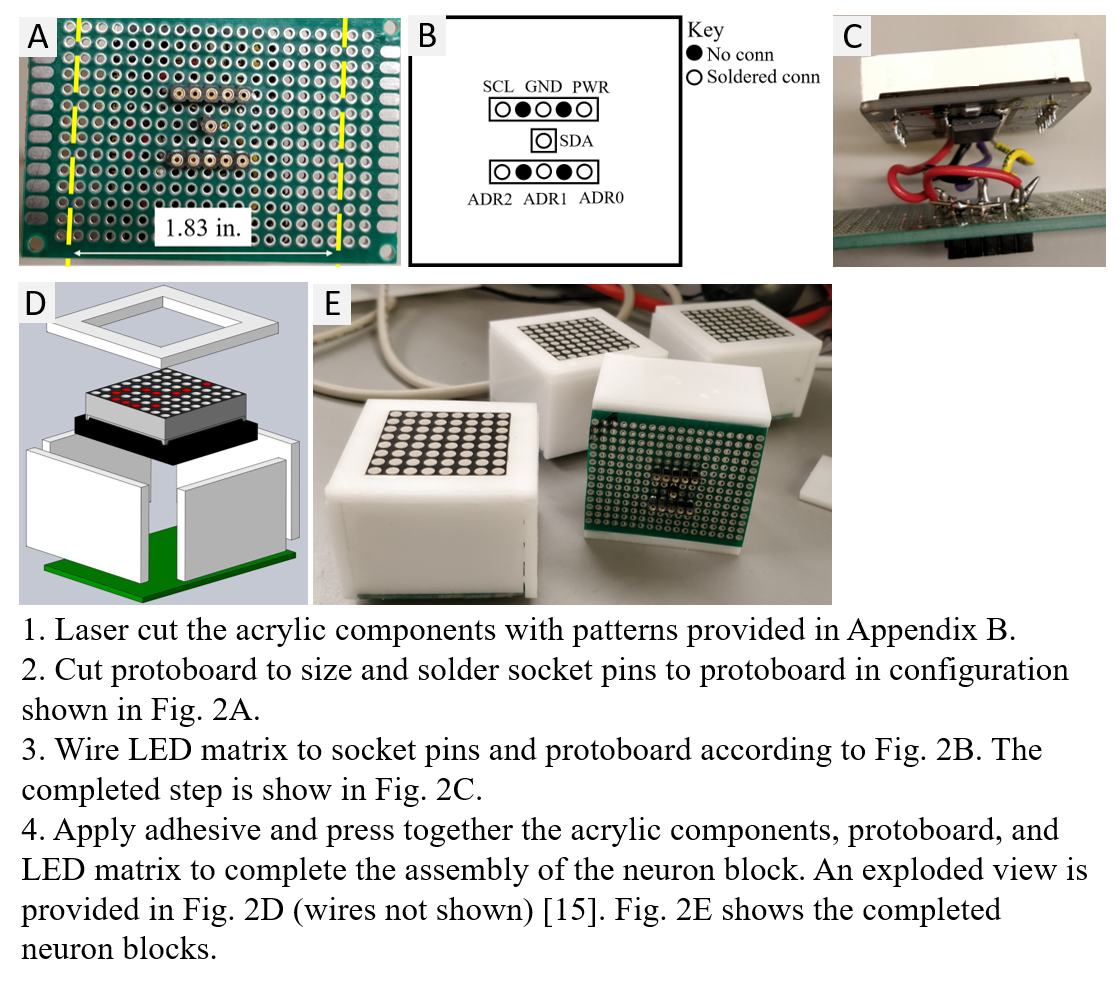 A
1.83 in.
B
Key
No conn
Soldered conn
SCL GND PWR
SDA
ADR2 ADR1 ADR0
C
D
E
1. Laser cut the acrylic components with patterns provided in Appendix B.
2. Cut protoboard to size and solder socket pins to protoboard in configuration
shown in Fig. 2A.
3. Wire LED matrix to socket pins and protoboard according to Fig. 2B. The
completed step is show in Fig. 2C.
4. Apply adhesive and press together the acrylic components, protoboard, and
LED matrix to complete the assembly of the neuron block. An exploded view is
provided in Fig. 2D (wires not shown) [15]. Fig. 2E shows the completed
neuron blocks.